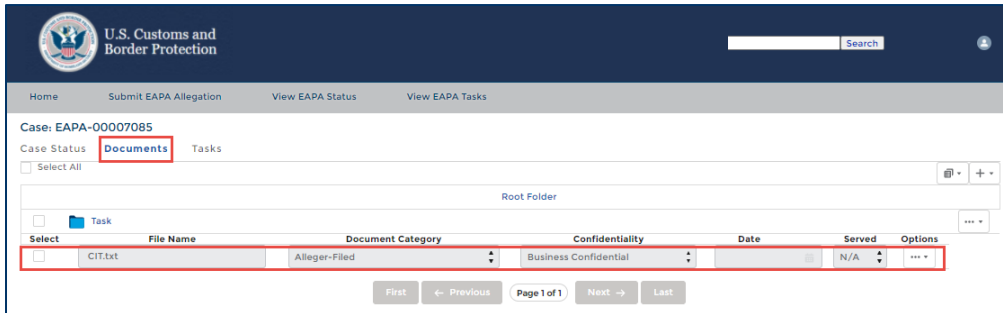 U.S. Customs and
Border Protection
Search
Home Submit EAPA Allegation View EAPA Status View EAPA Tasks
Case: EAPA-00007085
Case Status Documents Tasks
Select All
Root Folder
Task
Select File Name Document Category Confidentiality Date Served Options
CIT.txt Alleger-Filed Business Confidential N/A
First ← Previous Page 1 of 1 Next → Last